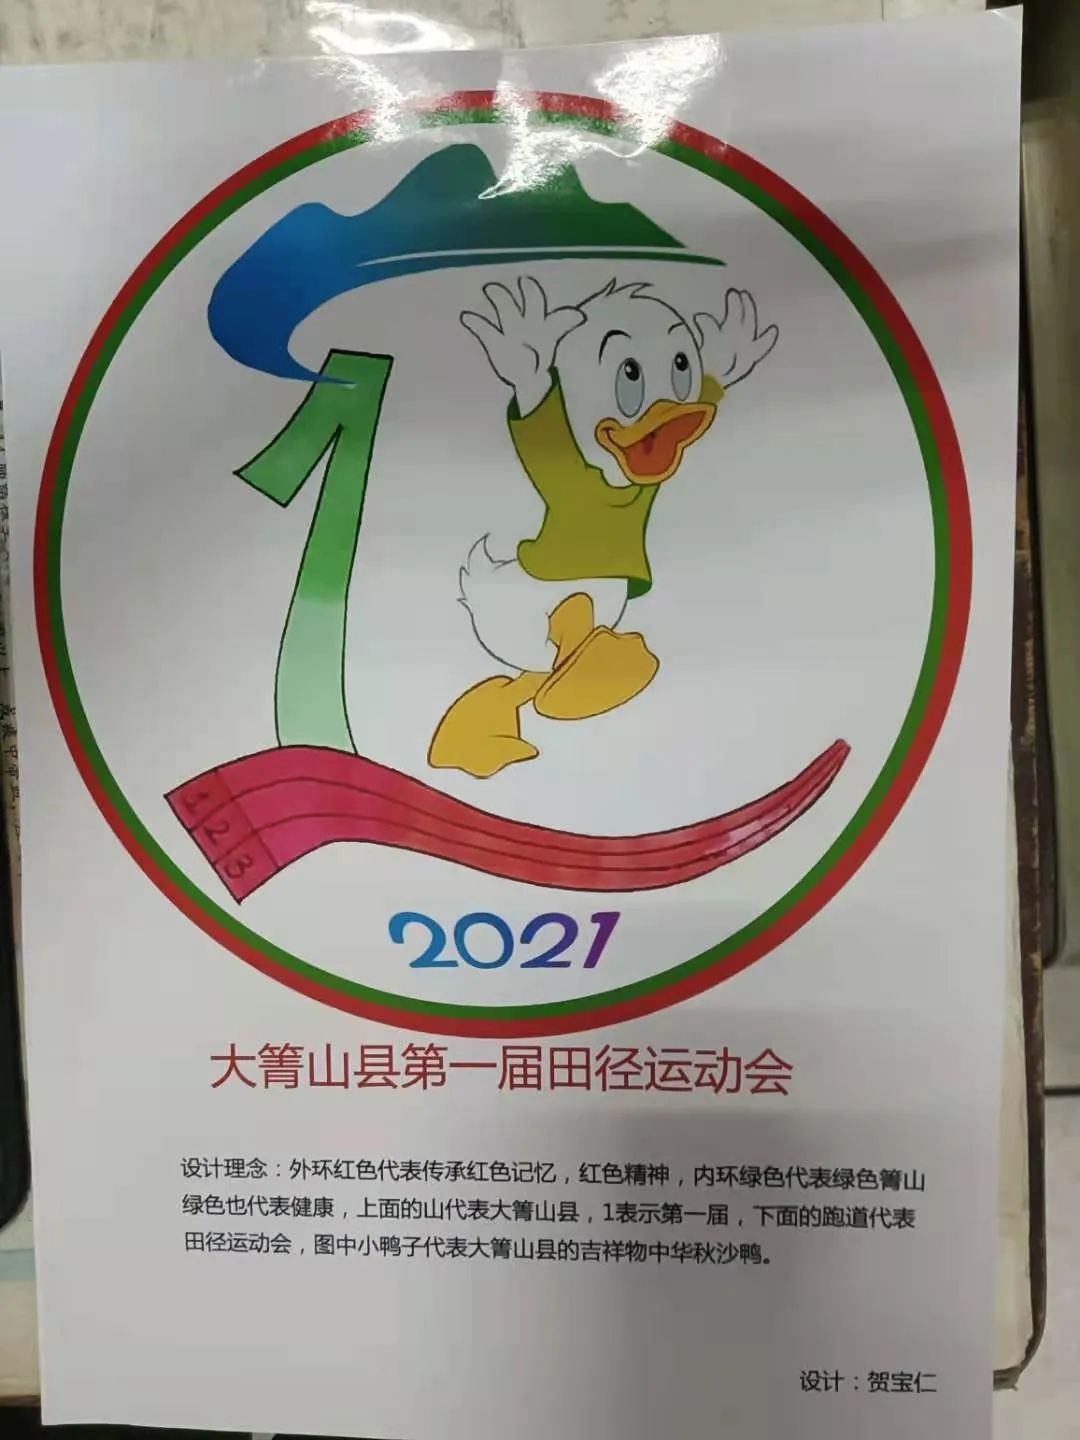 1
1
2
3
2021
大箐山县第一届田径运动会
设计理念：外环红色代表传承红色记忆，红色精神，内环绿色代表绿色箐山
绿色也代表健康，上面的山代表大箐山县，1表示第一届，下面的跑道代表
田径运动会，图中小鸭子代表大箐山县的吉祥物中华秋沙鸭。
设计：贺宝仁